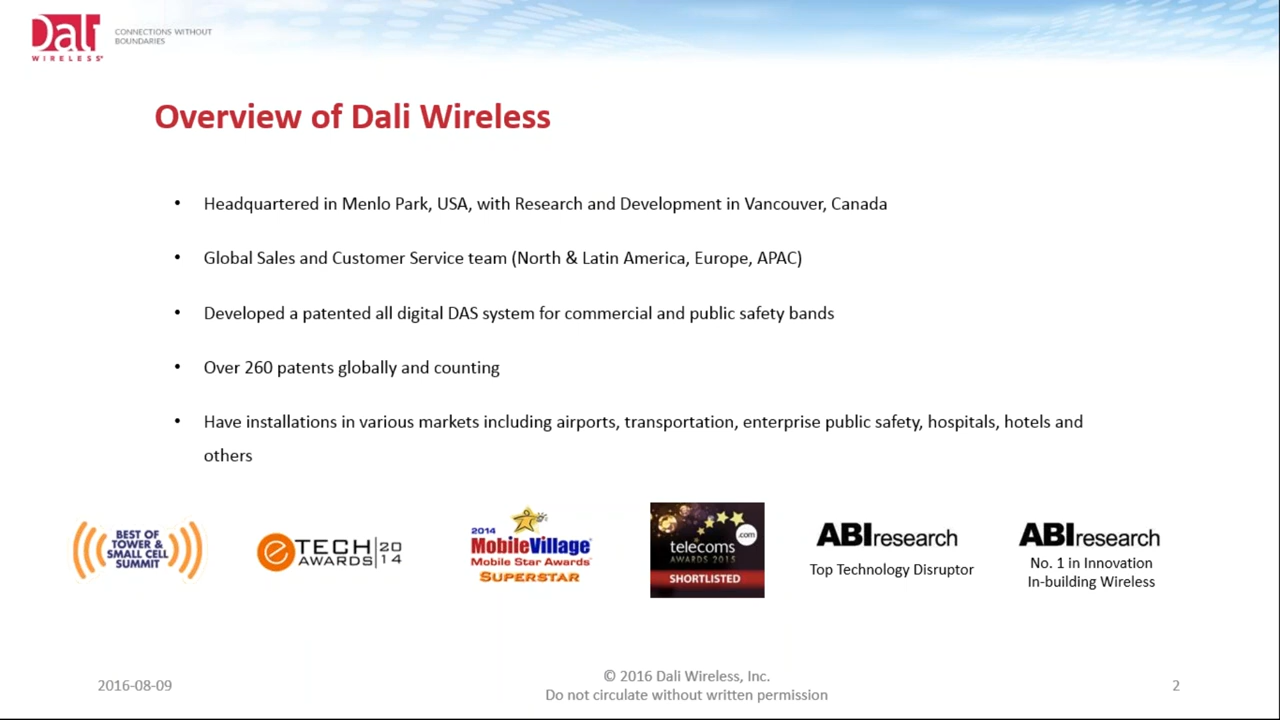 Dali
WIRELESS
CONNECTIONS WITHOUT
BOUNDARIES
Overview of Dali Wireless
• Headquartered in Menlo Park, USA, with Research and Development in Vancouver, Canada
• Global Sales and Customer Service team (North & Latin America, Europe, APAC)
• Developed a patented all digital DAS system for commercial and public safety bands
• Over 260 patents globally and counting
• Have installations in various markets including airports, transportation, enterprise public safety, hospitals, hotels and
others
BEST OF
TOWER &
SMALL CELL
SUMMIT
e TECH
AWARDS
20
14
2014
MobileVillage®
Mobile Star Awards™
SUPERSTAR
.com
telecoms
AWARDS 2015
SHORTLISTED
ABIresearch
Top Technology Disruptor
ABIresearch
No. 1 in Innovation
In-building Wireless
2016-08-09
© 2016 Dali Wireless, Inc.
Do not circulate without written permission
2